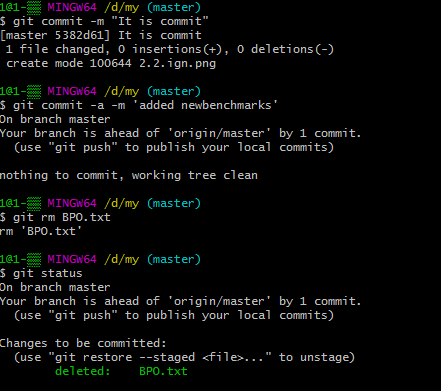 1@1-▒▒ MINGW64 /d/my (master)
$ git commit -m "It is commit"
[master 5382d61] It is commit
 1 file changed, 0 insertions(+), 0 deletions(-)
 create mode 100644 2.2.ign.png
1@1-▒▒ MINGW64 /d/my (master)
$ git commit -a -m 'added newbenchmarks'
On branch master
Your branch is ahead of 'origin/master' by 1 commit.
  (use "git push" to publish your local commits)
nothing to commit, working tree clean
1@1-▒▒ MINGW64 /d/my (master)
$ git rm BPO.txt
rm 'BPO.txt'
1@1-▒▒ MINGW64 /d/my (master)
$ git status
On branch master
Your branch is ahead of 'origin/master' by 1 commit.
  (use "git push" to publish your local commits)
Changes to be committed:
  (use "git restore --staged <file>..." to unstage)
        deleted:    BPO.txt